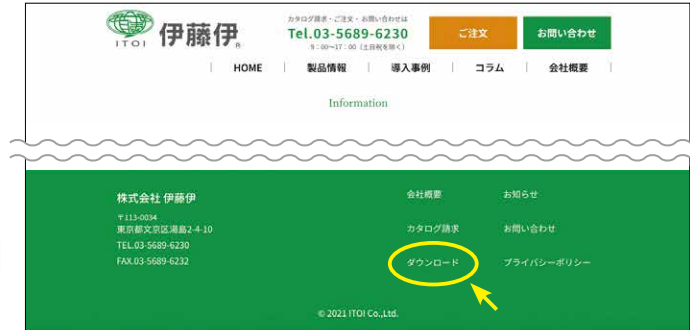 ITOI
伊藤伊®
カタログ請求・ご注文・お問い合わせは
Tel.03-5689-6230
9:00〜17:00（土日祝を除く）
ご注文
お問い合わせ
HOME
製品情報
導入事例
コラム
会社概要
Information
株式会社 伊藤伊
〒113-0034
東京都文京区湯島2-4-10
TEL.03-5689-6230
FAX.03-5689-6232
会社概要
お知らせ
カタログ請求
お問い合わせ
ダウンロード
プライバシーポリシー
© 2021 ITOI Co.,Ltd.